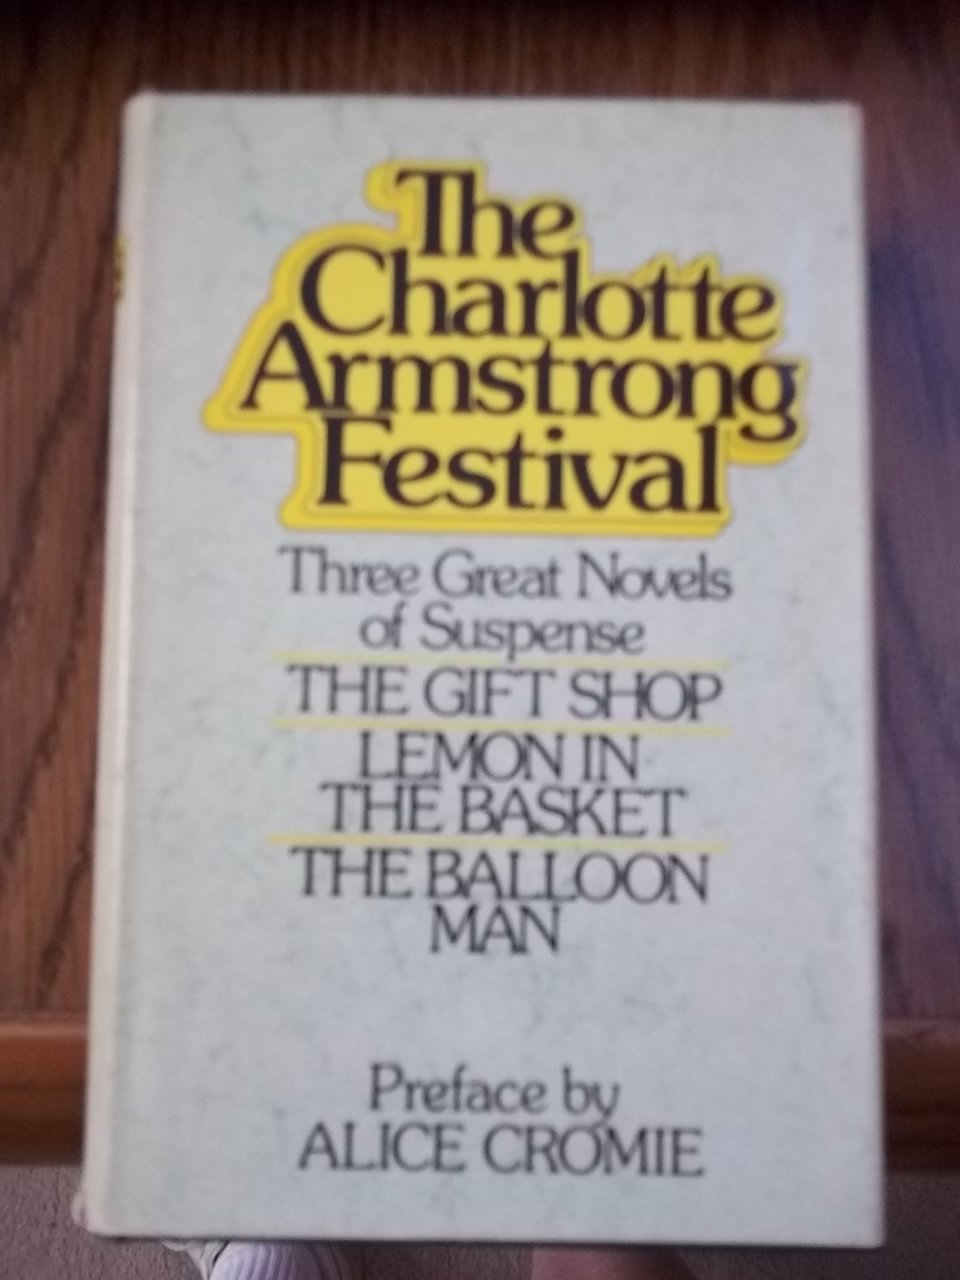 The
Charlotte
Armstrong
Festival
Three Great Novels
of Suspense
THE GIFT SHOP
LEMON IN
THE BASKET
THE BALLOON
MAN
Preface by
ALICE CROMIE